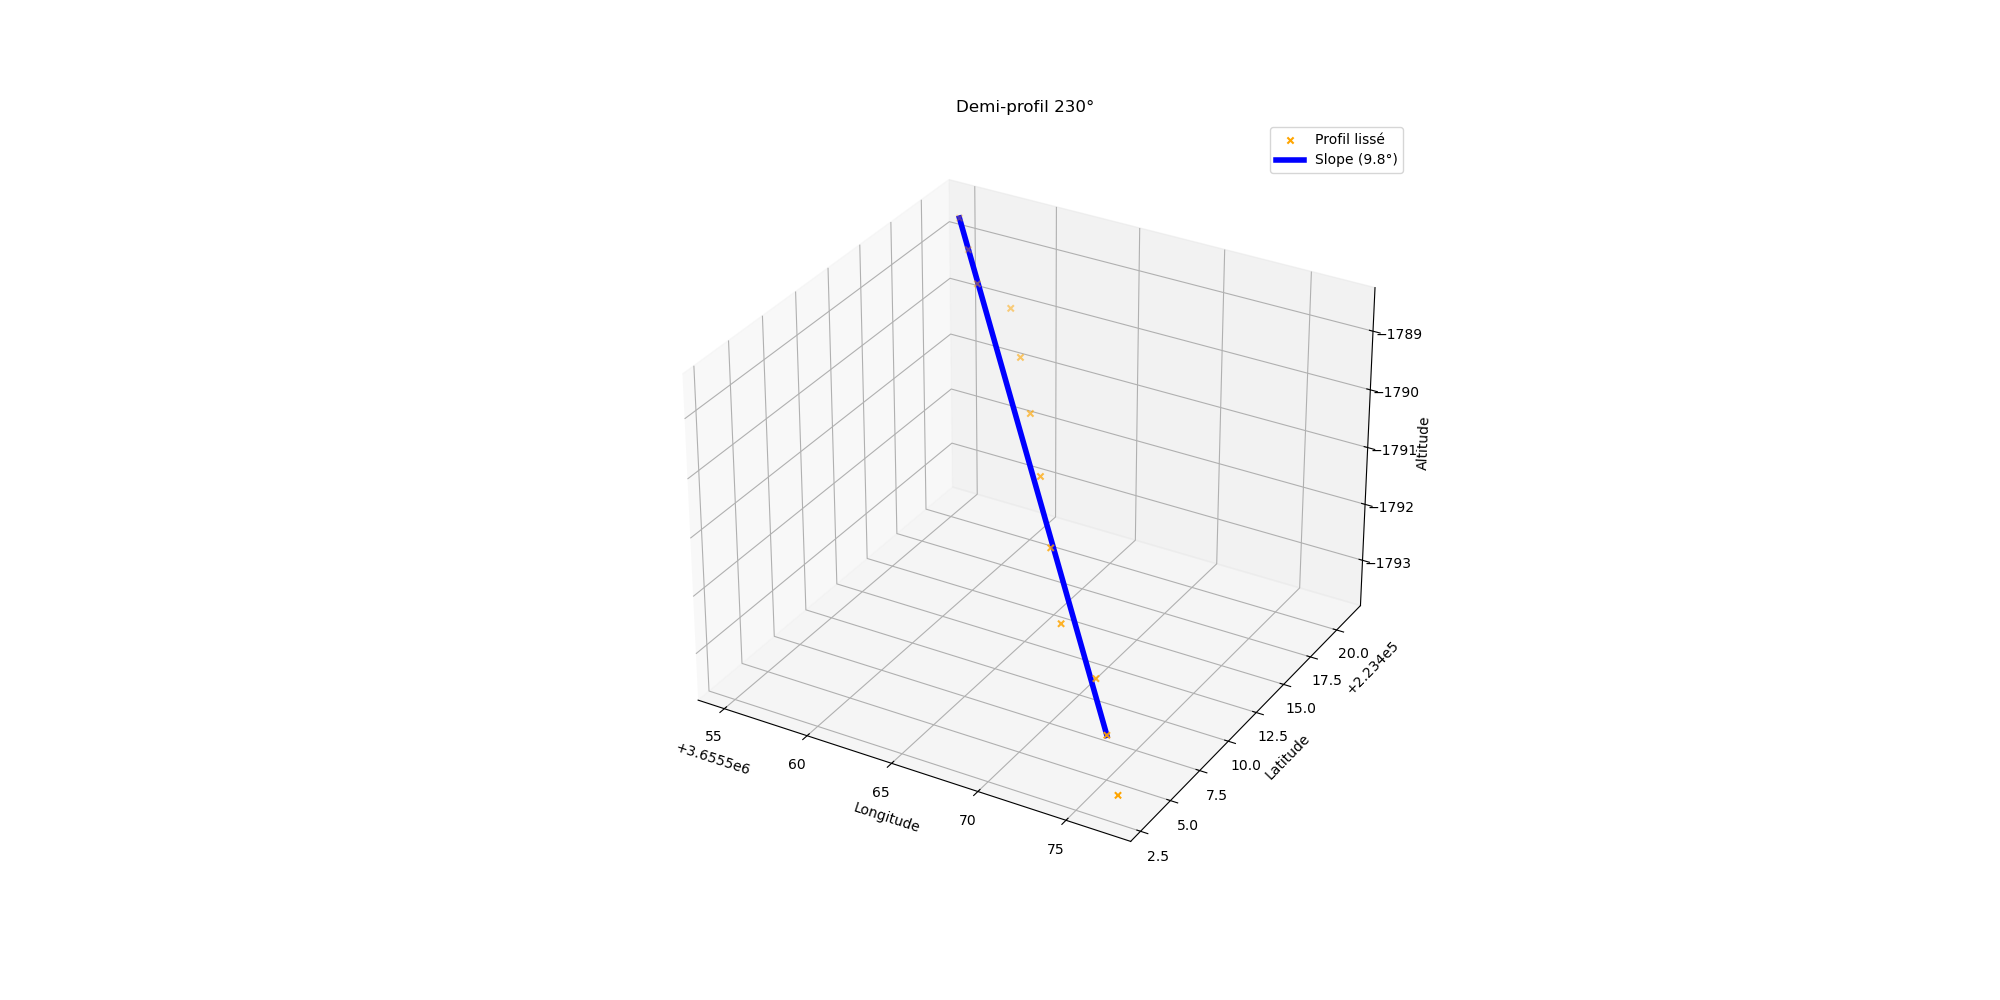 Demi-profil 230°
Profil lissé
Slope (9.8°)
−1789
−1790
−1791
−1792
−1793
Altitude
20.0
17.5
15.0
12.5
10.0
7.5
5.0
2.5
+2.234e5
Latitude
55
60
65
70
75
+3.6555e6
Longitude